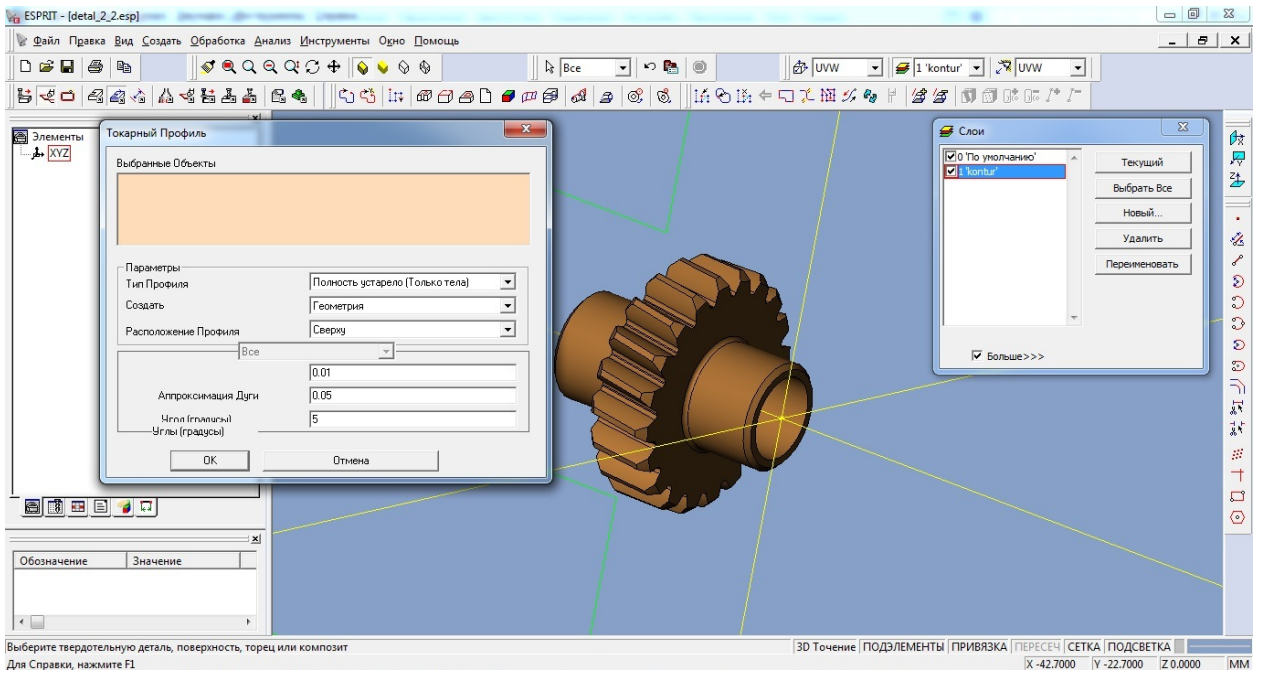 ESPRIT - [detal_2_2.esp]
Файл Правка Вид Создать Обработка Анализ Инструменты Окно Помощь
Все
UVW
1 'kontur'
UVW
Элементы
XYZ
Токарный Профиль
Выбранные Объекты
Параметры
Тип Профиля
Полность устарело (Только тела)
Создать
Геометрия
Расположение Профиля
Сверху
Все
0.01
Аппроксимация Дуги
0.05
Угол (градусы)
5
Углы (градусы)
OK
Отмена
Слои
0 'По умолчанию'
1 'kontur'
Текущий
Выбрать Все
Новый...
Удалить
Переименовать
Больше>>>
Обозначение
Значение
Выберите твердотельную деталь, поверхность, торец или композит
3D Точение ПОДЭЛЕМЕНТЫ ПРИВЯЗКА ПЕРЕСЕЧ СЕТКА ПОДСВЕТКА
Для Справки, нажмите F1
X -42.7000 Y -22.7000 Z 0.0000 ММ